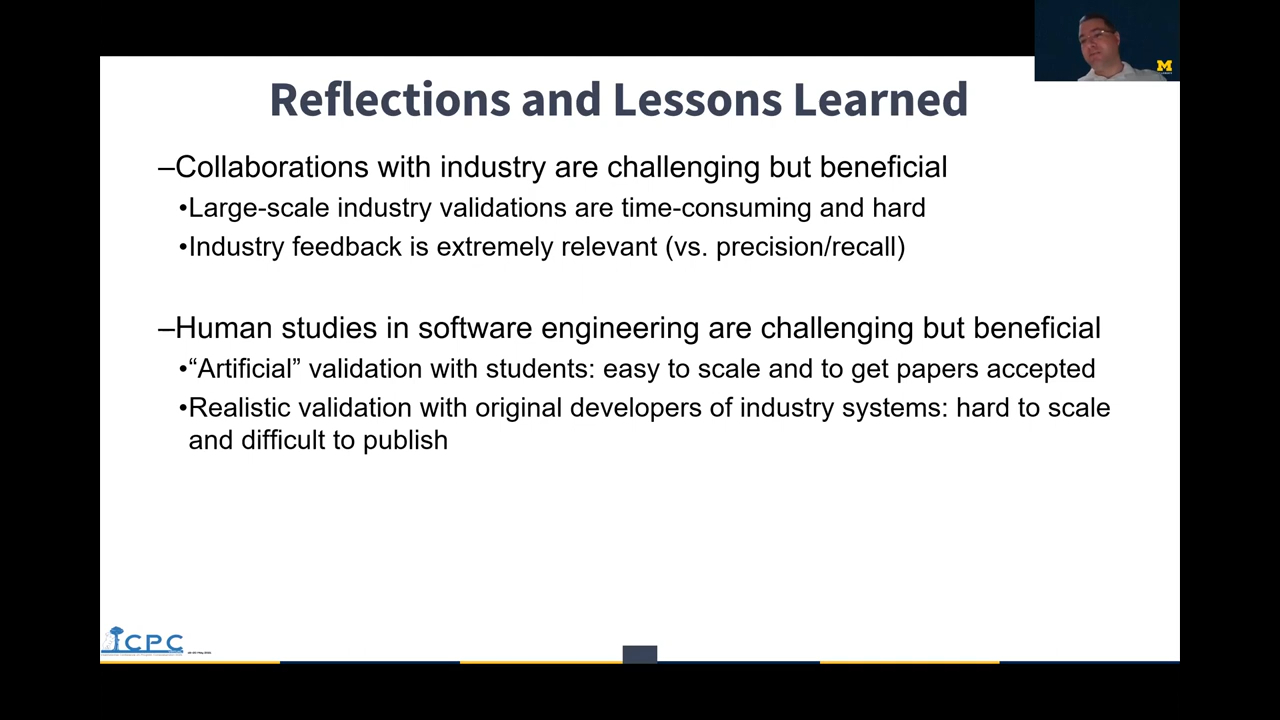 Reflections and Lessons Learned
–Collaborations with industry are challenging but beneficial
•Large-scale industry validations are time-consuming and hard
•Industry feedback is extremely relevant (vs. precision/recall)
–Human studies in software engineering are challenging but beneficial
•“Artificial” validation with students: easy to scale and to get papers accepted
•Realistic validation with original developers of industry systems: hard to scale
and difficult to publish
M
ICPC